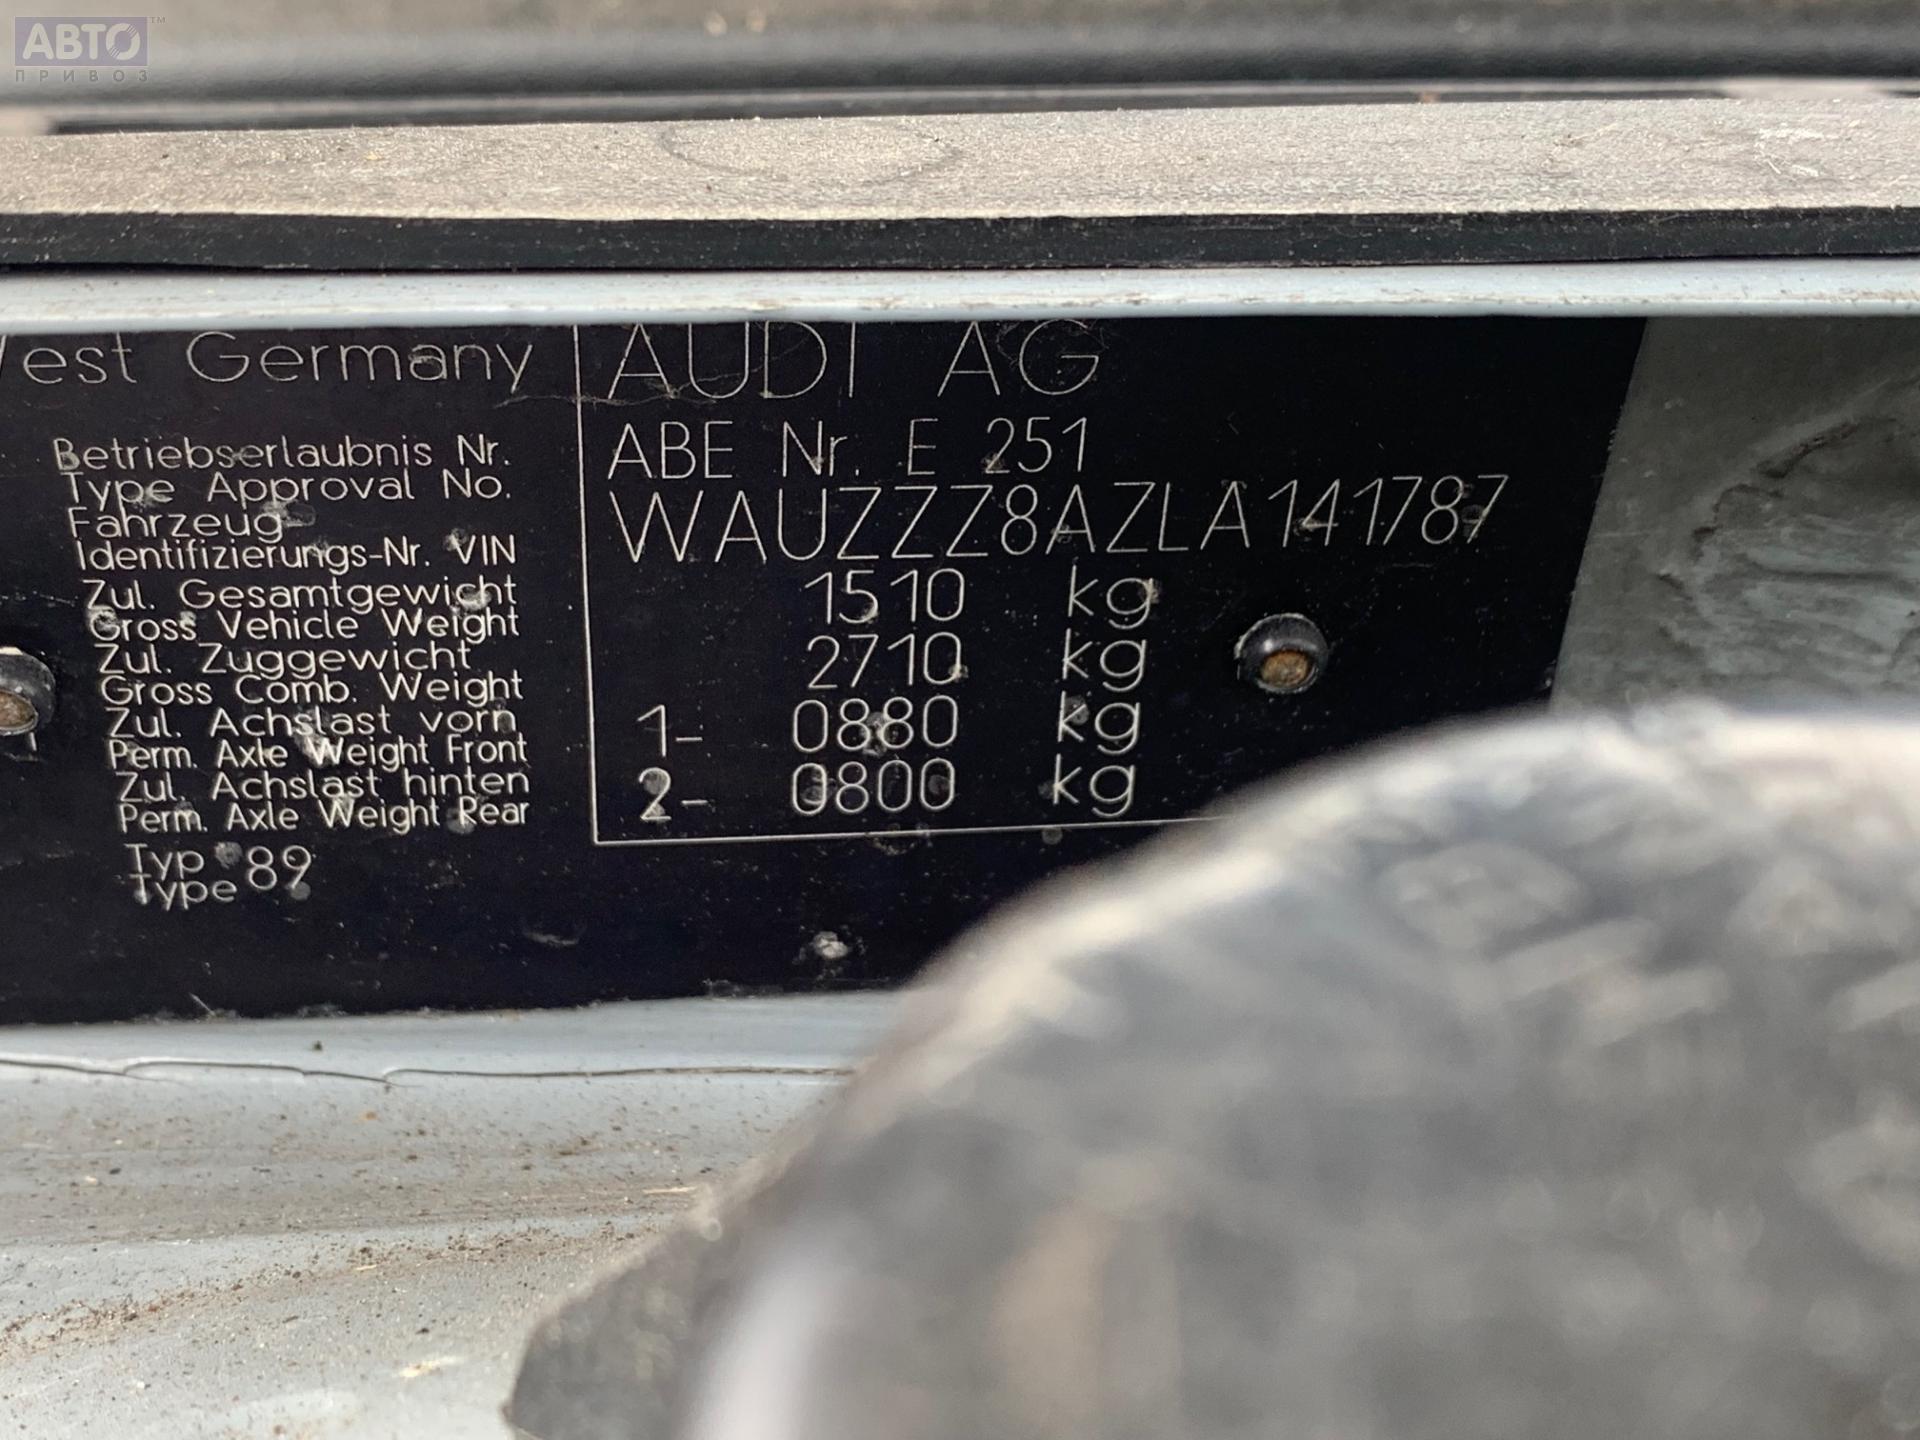 АВТО™
ПРИВОЗ
West Germany
AUDI AG
Betriebserlaubnis Nr.
Type Approval No.
ABE Nr. E 251
Fahrzeug
Identifizierungs-Nr. VIN
WAUZZZ8AZLA141787
Zul. Gesamtgewicht
Gross Vehicle Weight
1510 kg
Zul. Zuggewicht
Gross Comb. Weight
2710 kg
Zul. Achslast vorn
Perm. Axle Weight Front
1- 0880 kg
Zul. Achslast hinten
Perm. Axle Weight Rear
2- 0800 kg
Typ 89
Type